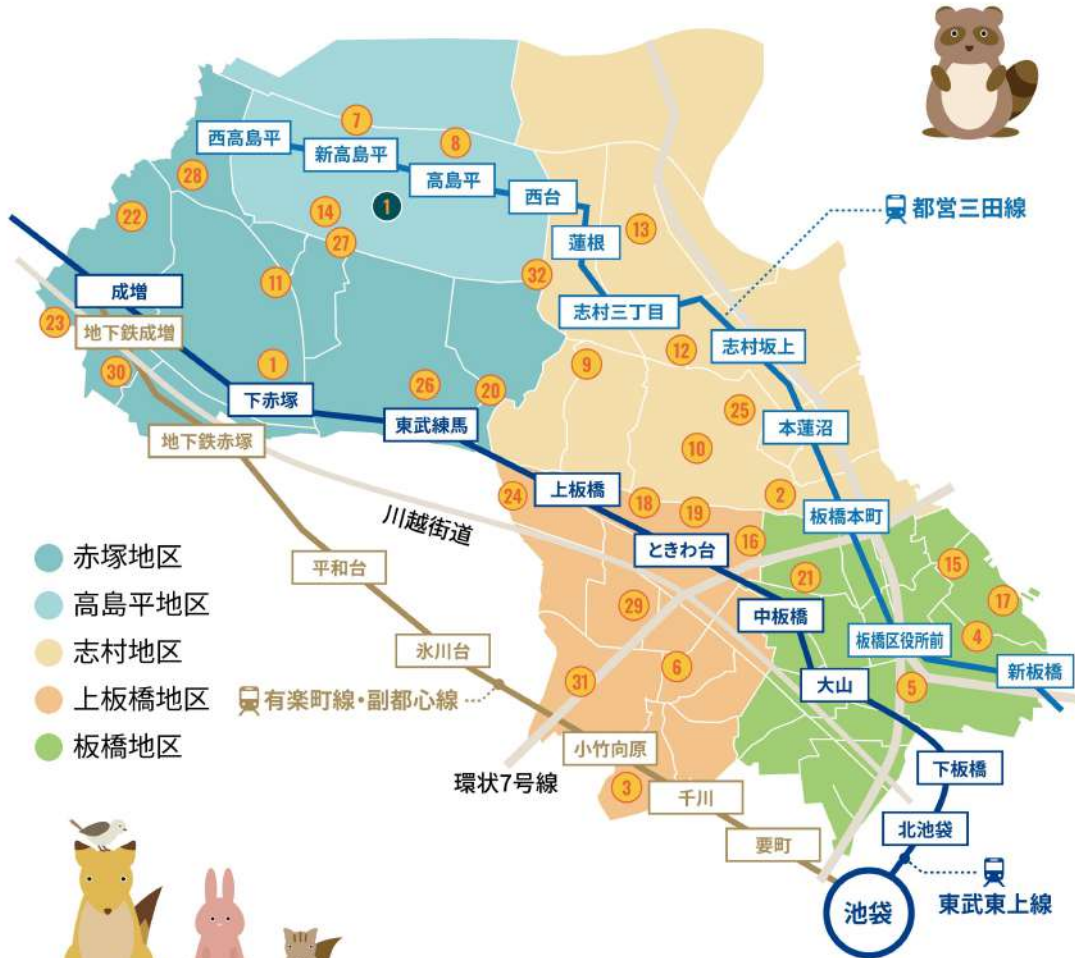 7
8
西高島平
新高島平
高島平
西台
28
22
14
1
27
13
蓮根
都営三田線
11
32
成増
23
地下鉄成増
志村三丁目
志村坂上
30
1
下赤塚
26
20
9
12
25
東武練馬
地下鉄赤塚
本蓮沼
10
24
上板橋
18
19
2
板橋本町
川越街道
ときわ台
16
赤塚地区
平和台
21
15
高島平地区
29
中板橋
17
志村地区
氷川台
6
板橋区役所前
4
上板橋地区
有楽町線・副都心線
31
大山
5
新板橋
板橋地区
小竹向原
環状7号線
3
千川
下板橋
要町
北池袋
池袋
東武東上線